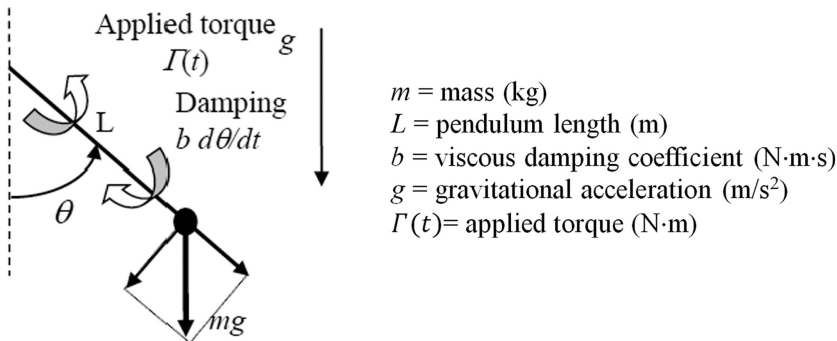 Applied torque
g
Γ(t)
Damping
L
b dθ/dt
θ
mg
m = mass (kg)
L = pendulum length (m)
b = viscous damping coefficient (N·m·s)
g = gravitational acceleration (m/s²)
Γ(t)= applied torque (N·m)